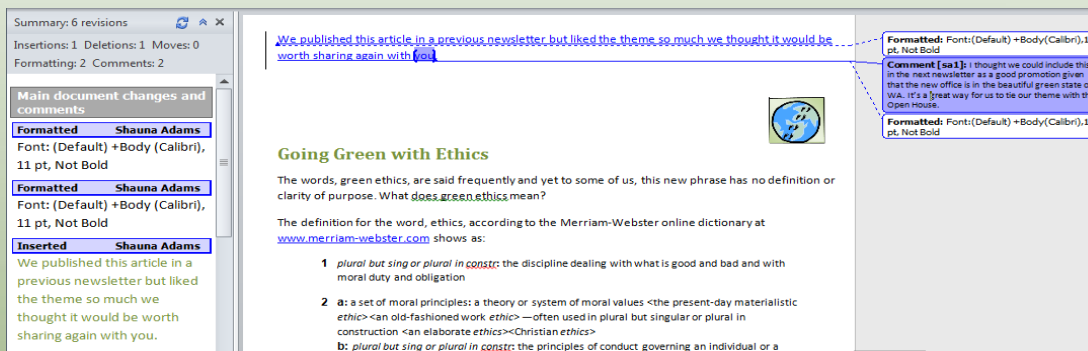 Summary: 6 revisions
Insertions: 1 Deletions: 1 Moves: 0
Formatting: 2 Comments: 2
Main document changes and
comments
Formatted Shauna Adams
Font: (Default) +Body (Calibri),
11 pt, Not Bold
Formatted Shauna Adams
Font: (Default) +Body (Calibri),
11 pt, Not Bold
Inserted Shauna Adams
We published this article in a
previous newsletter but liked
the theme so much we
thought it would be worth
sharing again with you.
We published this article in a previous newsletter but liked the theme so much we thought it would be
worth sharing again with you.
Going Green with Ethics
The words, green ethics, are said frequently and yet to some of us, this new phrase has no definition or
clarity of purpose. What does green ethics mean?
The definition for the word, ethics, according to the Merriam-Webster online dictionary at
www.merriam-webster.com shows as:
1 plural but sing or plural in constr: the discipline dealing with what is good and bad and with
moral duty and obligation
2 a: a set of moral principles: a theory or system of moral values <the present-day materialistic
ethic> <an old-fashioned work ethic> —often used in plural but singular or plural in
construction <an elaborate ethics><Christian ethics>
b: plural but sing or plural in constr: the principles of conduct governing an individual or a
Formatted: Font:(Default) +Body(Calibri),1
pt, Not Bold
Comment [sa1]: I thought we could include this
in the next newsletter as a good promotion given
that the new office is in the beautiful green state o
WA. It's a great way for us to tie our theme with th
Open House.
Formatted: Font:(Default) +Body(Calibri),1
pt, Not Bold